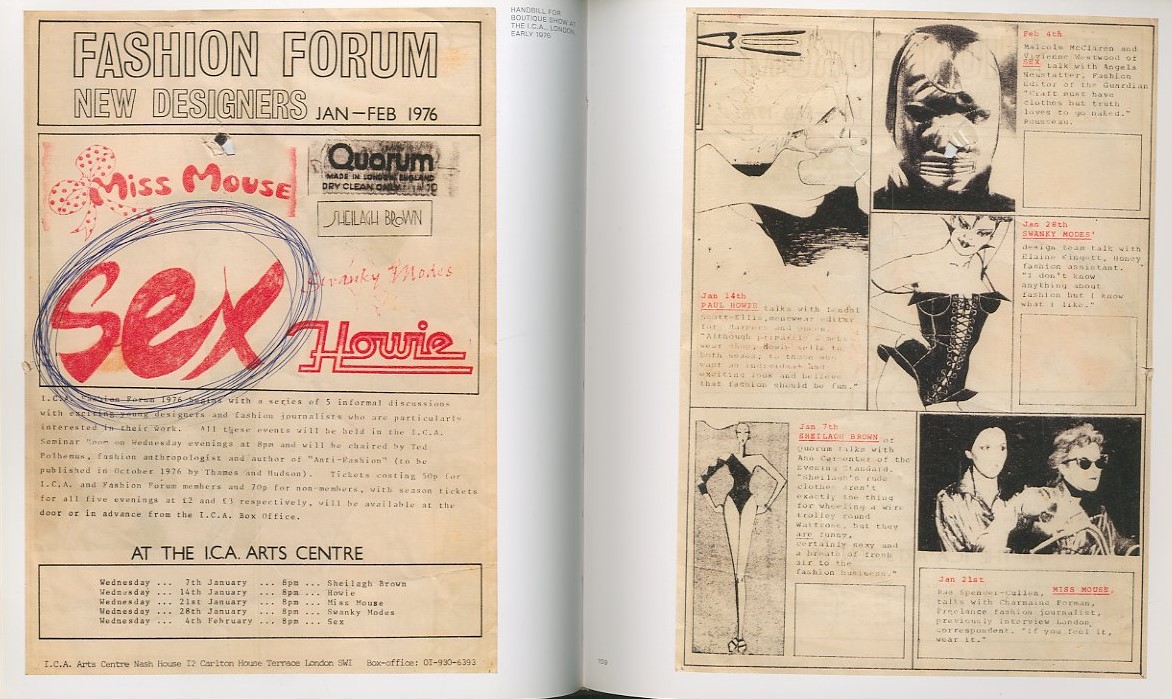 FASHION FORUM
NEW DESIGNERS JAN—FEB 1976
Miss Mouse
Quorum
MADE IN LONDON ENGLAND
DRY CLEAN ONLY
SHEILAGH BROWN
Swanky Modes
Sex
Howie
I.C.A. Fashion Forum 1976 begins with a series of 5 informal discussions
with exciting young designers and fashion journalists who are particularly
interested in their work. All these events will be held in the I.C.A.
Seminar Room on Wednesday evenings at 8pm and will be chaired by Ted
Polhemus, fashion anthropologist and author of "Anti-Fashion" (to be
published in October 1976 by Thames and Hudson). Tickets costing 50p for
I.C.A. and Fashion Forum members and 70p for non-members, with season tickets
for all five evenings at £2 and £3 respectively, will be available at the
door or in advance from the I.C.A. Box Office.
AT THE I.C.A. ARTS CENTRE
Wednesday ... 7th January ... 8pm ... Sheilagh Brown
Wednesday ... 14th January ... 8pm ... Howie
Wednesday ... 21st January ... 8pm ... Miss Mouse
Wednesday ... 28th January ... 8pm ... Swanky Modes
Wednesday ... 4th February ... 8pm ... Sex
I.C.A. Arts Centre Nash House 12 Carlton House Terrace London SW1 Box-office: 01-930-6393
HANDBILL FOR
BOUTIQUE SHOW AT
THE I.C.A., LONDON,
EARLY 1976
Feb 4th
Malcolm McClaren and
Vivienne Westwood of
SEX talk with Angela
Neustatter, Fashion
Editor of the Guardian
"Craft must have
clothes but truth
loves to go naked."
Rousseau.
Jan 28th
SWANKY MODES'
design team talk with
Elaine Kingett, Honey
fashion assistant.
"I don't know
anything about
fashion but I know
what I like."
Jan 14th
PAUL HOWIE talks with
menswear editor
for Harpers and Queen.
"Although primarily a
wear shop, Howie sells to
both sexes; to those who
want an individual and
exciting look and believe
that fashion should be fun."
Jan 7th
SHEILAGH BROWN of
Quorum talks with
Ann Carpenter of the
Evening Standard.
"Sheilagh's rude
clothes aren't
exactly the thing
for wheeling a wire
trolley round
Waitrose, but they
are funny,
certainly sexy and
a breath of fresh
air to the
fashion business."
Jan 21st
Rae Spencer-Cullen, MISS MOUSE,
talks with Charmaine Forman,
freelance fashion journalist,
previously Interview London
correspondent. "If you feel it,
wear it."
109